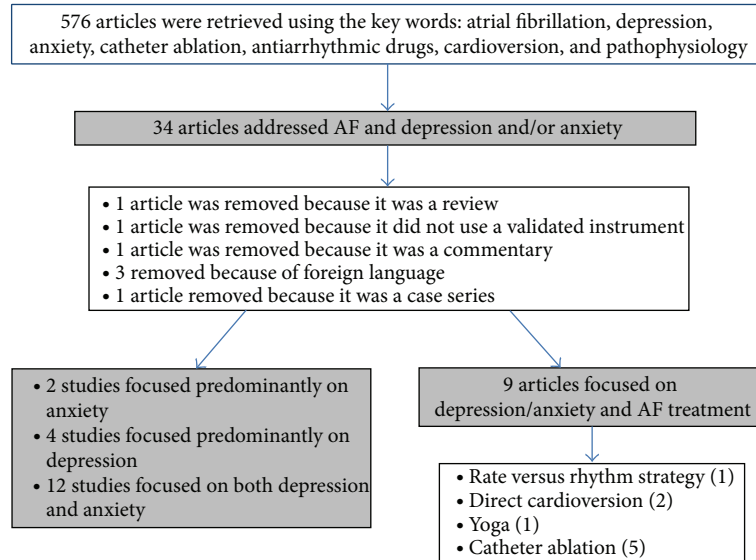 576 articles were retrieved using the key words: atrial fibrillation, depression,
anxiety, catheter ablation, antiarrhythmic drugs, cardioversion, and pathophysiology
34 articles addressed AF and depression and/or anxiety
• 1 article was removed because it was a review
• 1 article was removed because it did not use a validated instrument
• 1 article was removed because it was a commentary
• 3 removed because of foreign language
• 1 article removed because it was a case series
• 2 studies focused predominantly on
anxiety
• 4 studies focused predominantly on
depression
• 12 studies focused on both depression
and anxiety
9 articles focused on
depression/anxiety and AF treatment
• Rate versus rhythm strategy (1)
• Direct cardioversion (2)
• Yoga (1)
• Catheter ablation (5)